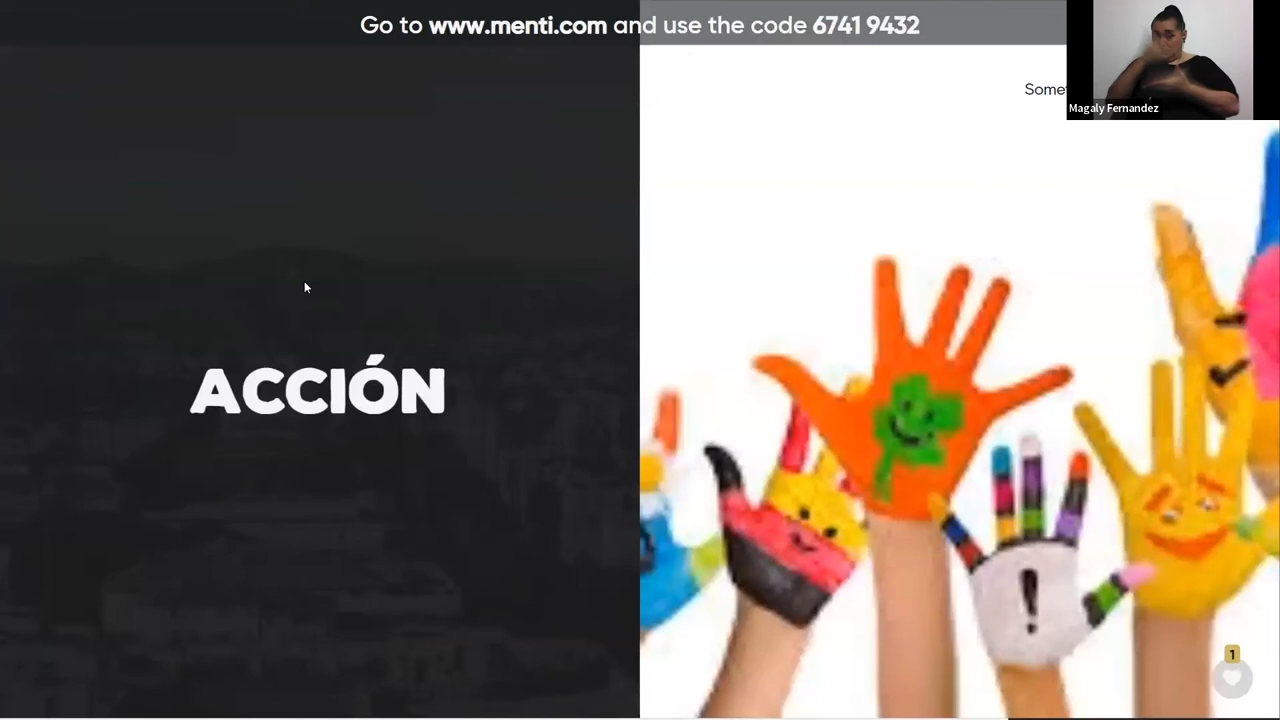 Go to www.menti.com and use the code 6741 9432
Magaly Fernandez
ACCIÓN
!
1